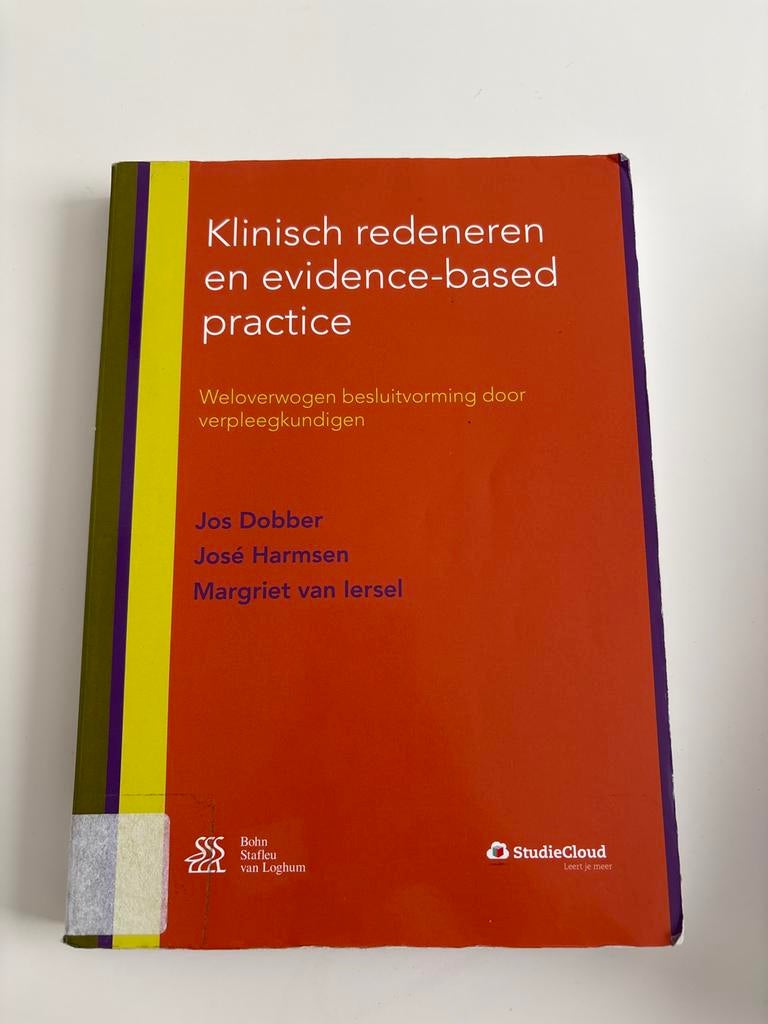 Klinisch redeneren
en evidence-based
practice
Weloverwogen besluitvorming door
verpleegkundigen
Jos Dobber
José Harmsen
Margriet van Iersel
Bohn
Stafleu
van Loghum
StudieCloud
Leert je meer